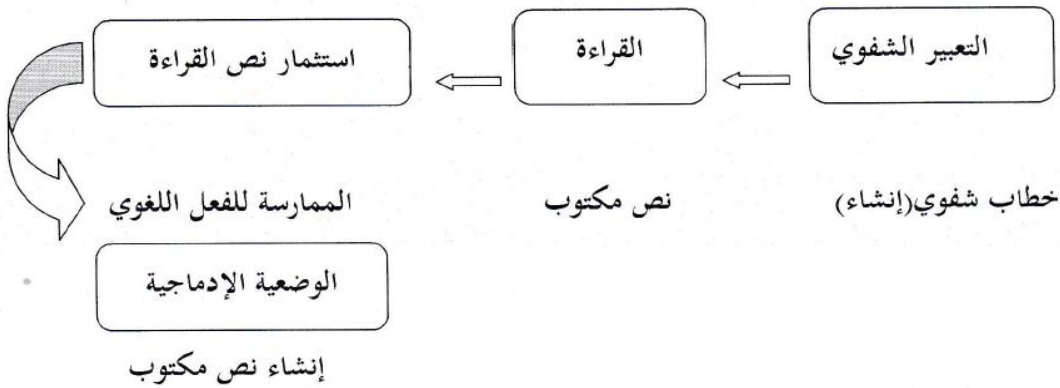 التعبير الشفوي
القراءة
استثمار نص القراءة
خطاب شفوي(إنشاء)
نص مكتوب
الممارسة للفعل اللغوي
الوضعية الإدماجية
إنشاء نص مكتوب